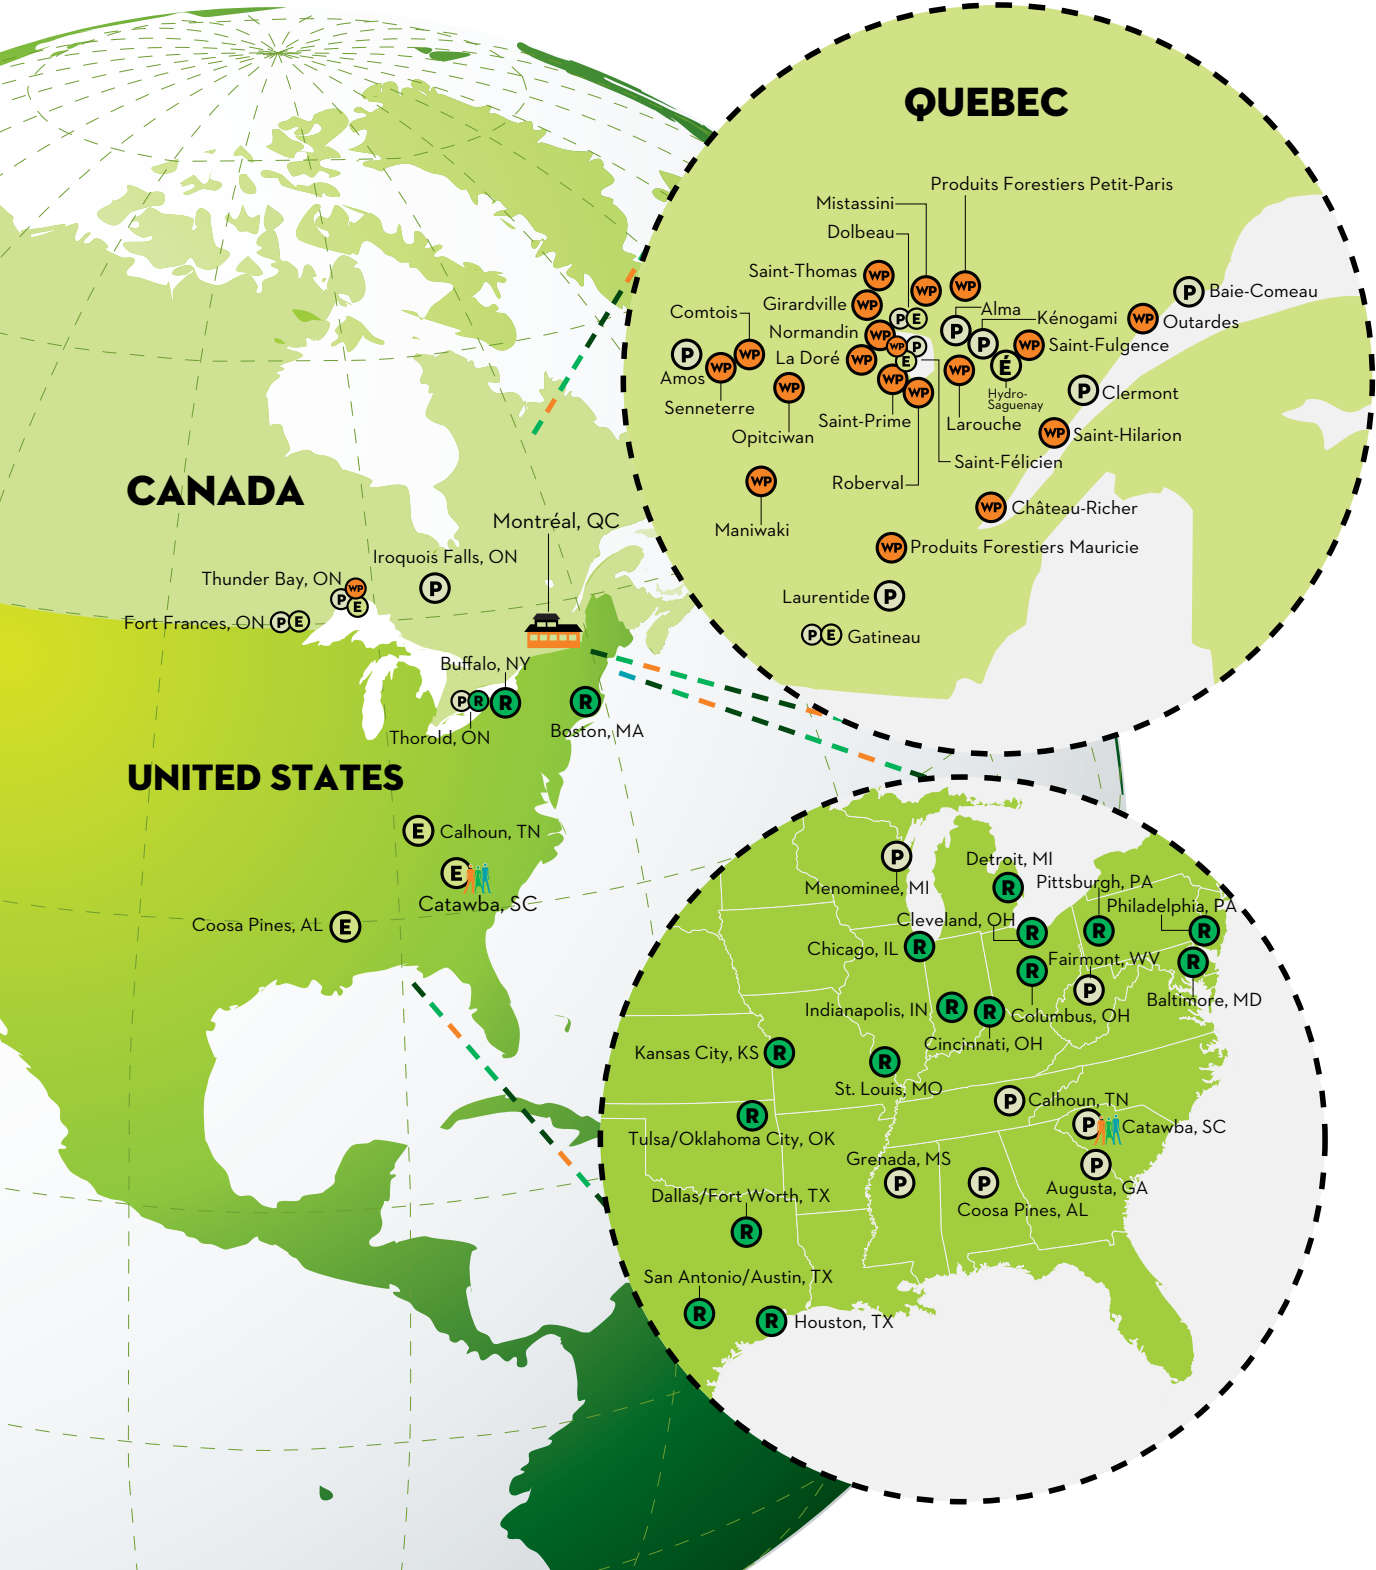 QUEBEC
Produits Forestiers Petit-Paris
Mistassini
Dolbeau
Saint-Thomas
WP
WP
WP
Girardville
WP
P
Baie-Comeau
Comtois
P
E
Alma
Kénogami
WP
Outardes
Normandin
WP
P
P
WP
Saint-Fulgence
WP
P
P
WP
WP
La Doré
WP
E
É
WP
Amos
WP
Hydro-
Saguenay
P
Clermont
Senneterre
WP
WP
WP
Opitciwan
Saint-Prime
Larouche
WP
Saint-Hilarion
Saint-Félicien
Roberval
WP
Maniwaki
WP
Château-Richer
WP
Produits Forestiers Mauricie
Laurentide
P
P
E
Gatineau
CANADA
Montréal, QC
Iroquois Falls, ON
P
Thunder Bay, ON
WP
P
E
Fort Frances, ON
P
E
Buffalo, NY
P
R
R
R
Thorold, ON
Boston, MA
UNITED STATES
E
Calhoun, TN
E
Catawba, SC
Coosa Pines, AL
E
P
Menominee, MI
Detroit, MI
R
Pittsburgh, PA
Philadelphia, PA
Cleveland, OH
R
R
R
Chicago, IL
R
Fairmont, WV
R
R
P
Baltimore, MD
Indianapolis, IN
R
R
Columbus, OH
Cincinnati, OH
Kansas City, KS
R
R
St. Louis, MO
P
Calhoun, TN
R
Tulsa/Oklahoma City, OK
P
Catawba, SC
Grenada, MS
P
P
P
Augusta, GA
Coosa Pines, AL
Dallas/Fort Worth, TX
R
San Antonio/Austin, TX
R
R
Houston, TX